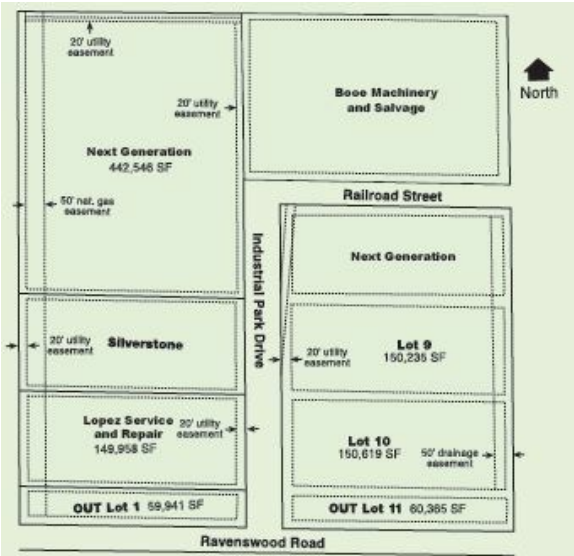 20' utility
easement
20' utility
easement
Booe Machinery
and Salvage
North
Next Generation
442,546 SF
50' nat. gas
easement
Railroad Street
Industrial Park Drive
Next Generation
20' utility
easement
Silverstone
20' utility
easement
Lot 9
150,235 SF
Lopez Service
and Repair
149,958 SF
20' utility
easement
Lot 10
150,619 SF
50' drainage
easement
OUT Lot 1 59,941 SF
OUT Lot 11 60,365 SF
Ravenswood Road